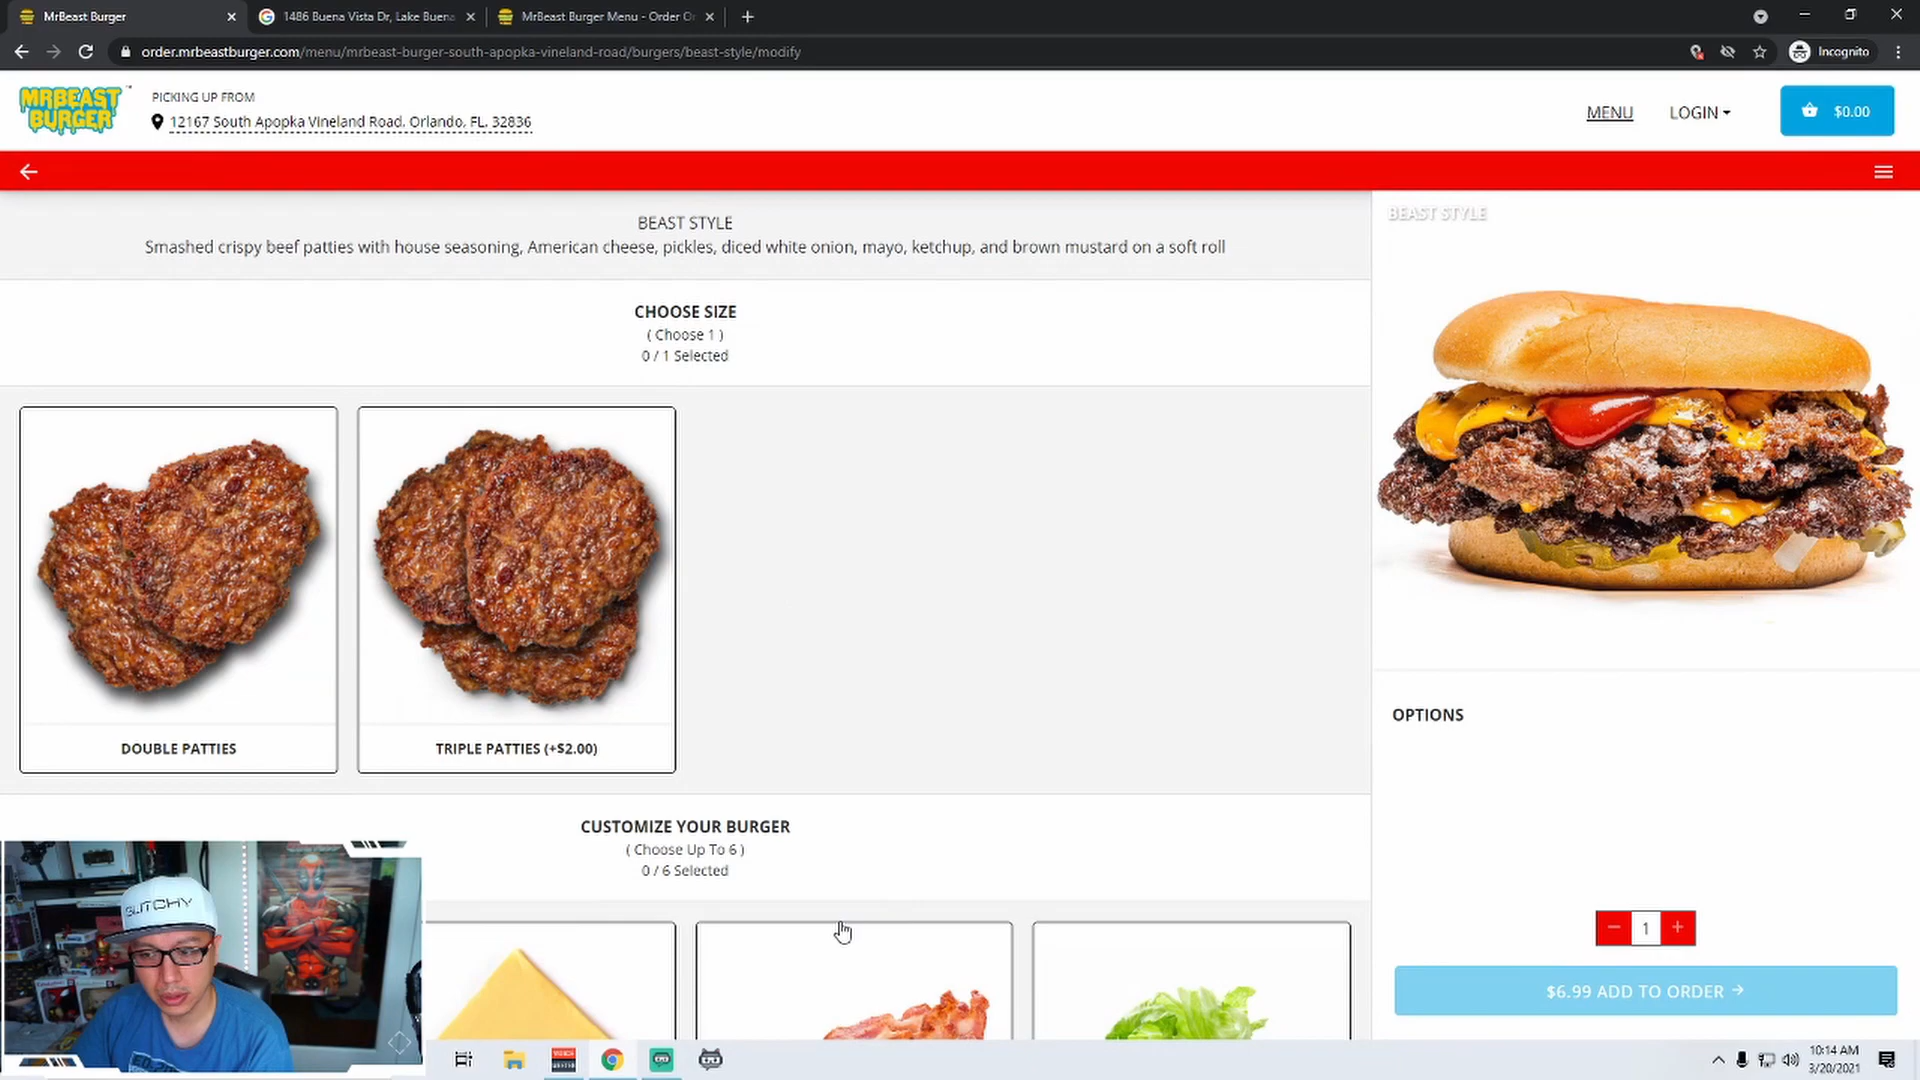 MrBeast Burger
1486 Buena Vista Dr, Lake Buena
MrBeast Burger Menu - Order O
order.mrbeastburger.com/menu/mrbeast-burger-south-apopka-vineland-road/burgers/beast-style/modify
Incognito
MRBEAST
BURGER
PICKING UP FROM
12167 South Apopka Vineland Road, Orlando, FL, 32836
MENU
LOGIN
$0.00
BEAST STYLE
Smashed crispy beef patties with house seasoning, American cheese, pickles, diced white onion, mayo, ketchup, and brown mustard on a soft roll
CHOOSE SIZE
( Choose 1 )
0 / 1 Selected
DOUBLE PATTIES
TRIPLE PATTIES (+$2.00)
CUSTOMIZE YOUR BURGER
( Choose Up To 6 )
0 / 6 Selected
BEAST STYLE
OPTIONS
− 1 +
$6.99 ADD TO ORDER →
GLITCHY
10:14 AM
3/20/2021